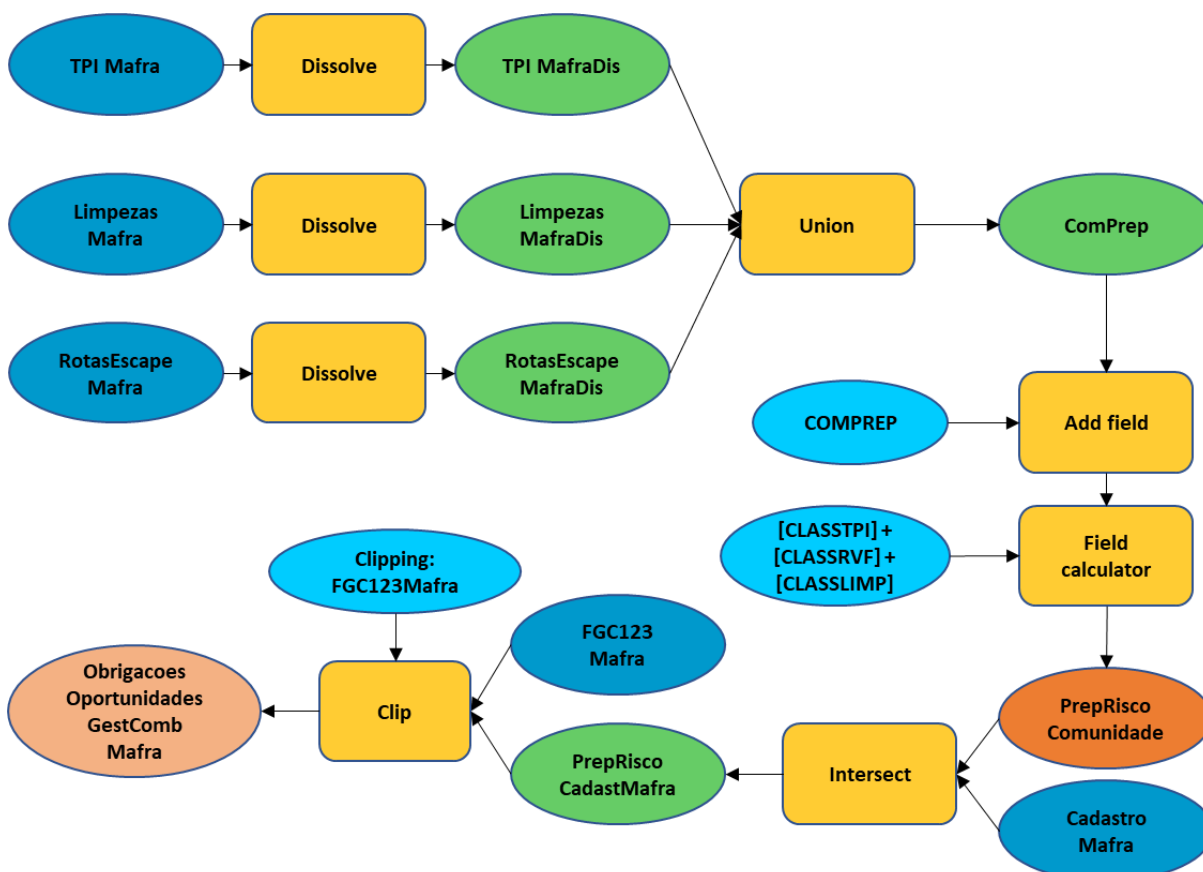 TPI Mafra
Dissolve
TPI MafraDis
Limpezas
Mafra
Dissolve
Limpezas
MafraDis
Union
ComPrep
RotasEscape
Mafra
Dissolve
RotasEscape
MafraDis
COMPREP
Add field
[CLASSTPI] +
[CLASSRVF] +
[CLASSLIMP]
Field
calculator
Clipping:
FGC123Mafra
FGC123
Mafra
Obrigacoes
Oportunidades
GestComb
Mafra
Clip
PrepRisco
CadastMafra
Intersect
PrepRisco
Comunidade
Cadastro
Mafra